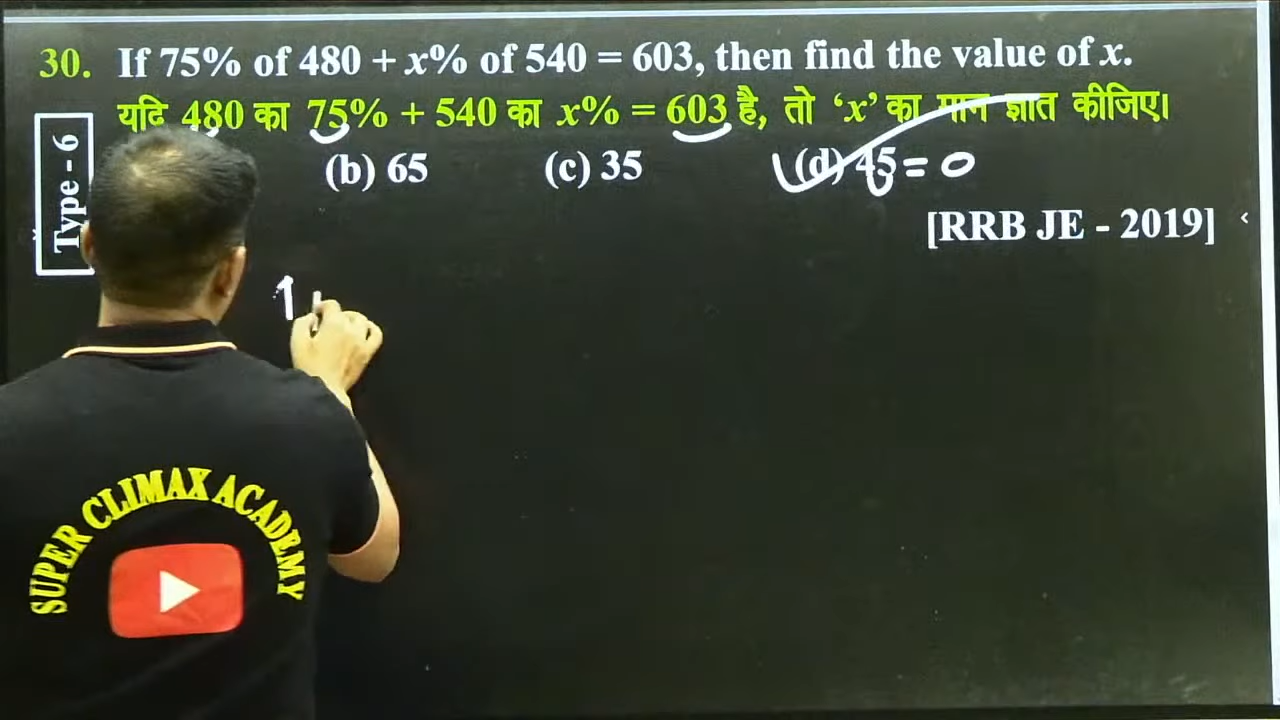 30. If 75% of 480 + x% of 540 = 603, then find the value of x.
यदि 480 का 75% + 540 का x% = 603 है, तो ‘x’ का मान ज्ञात कीजिए।
(b) 65 (c) 35 (d) 45 = 0
[RRB JE - 2019]
Type - 6
1
SUPER CLIMAX ACADEMY